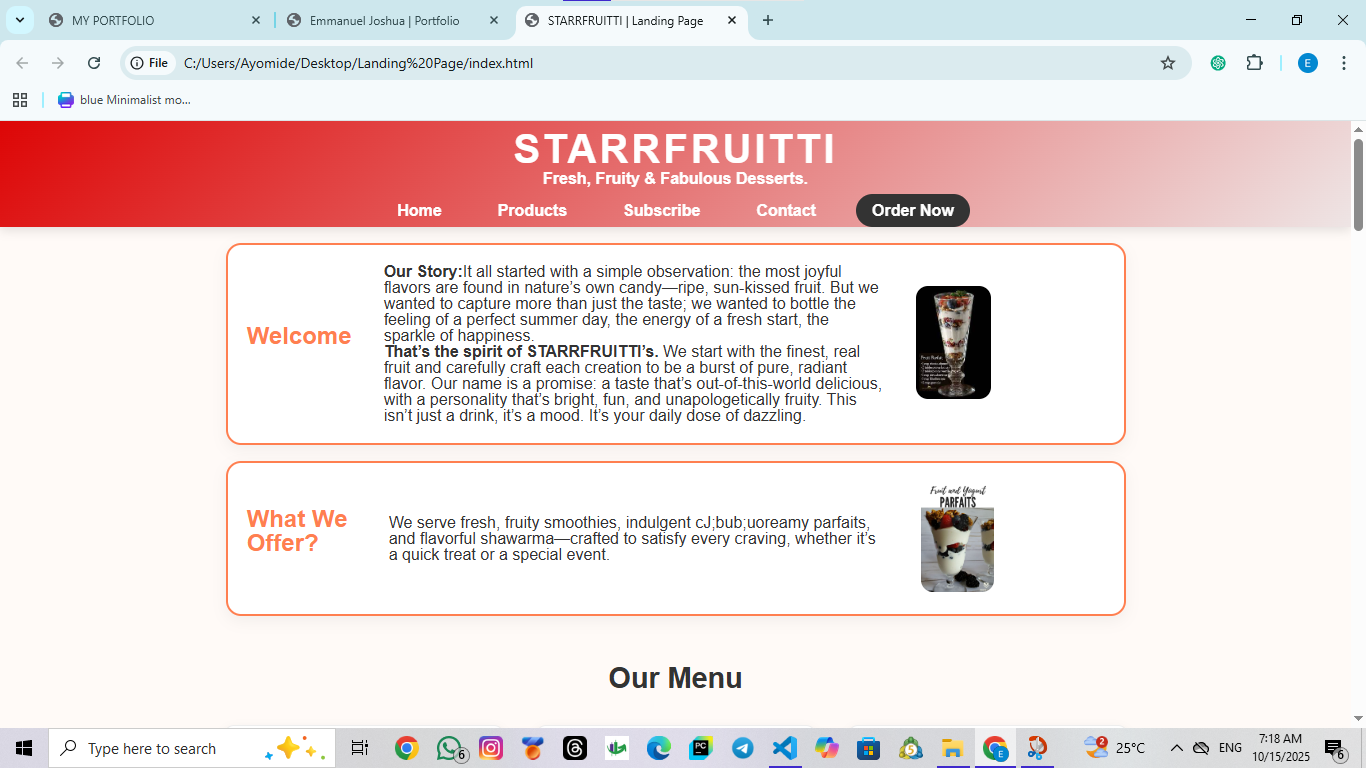 MY PORTFOLIO
Emmanuel Joshua | Portfolio
STARRFRUITTI | Landing Page
File
C:/Users/Ayomide/Desktop/Landing%20Page/index.html
E
blue Minimalist mo...
STARRFRUITTI
Fresh, Fruity & Fabulous Desserts.
Home Products Subscribe Contact Order Now
Welcome
Our Story:It all started with a simple observation: the most joyful
flavors are found in nature’s own candy—ripe, sun-kissed fruit. But we
wanted to capture more than just the taste; we wanted to bottle the
feeling of a perfect summer day, the energy of a fresh start, the
sparkle of happiness.
That’s the spirit of STARRFRUITTI’s. We start with the finest, real
fruit and carefully craft each creation to be a burst of pure, radiant
flavor. Our name is a promise: a taste that’s out-of-this-world delicious,
with a personality that’s bright, fun, and unapologetically fruity. This
isn’t just a drink, it’s a mood. It’s your daily dose of dazzling.
What We
Offer?
We serve fresh, fruity smoothies, indulgent cJ;bub;uoreamy parfaits,
and flavorful shawarma—crafted to satisfy every craving, whether it’s
a quick treat or a special event.
Fruit and Yogurt
PARFAITS
Our Menu
Type here to search
6
PC
E
2
25°C
ENG
7:18 AM
10/15/2025
6